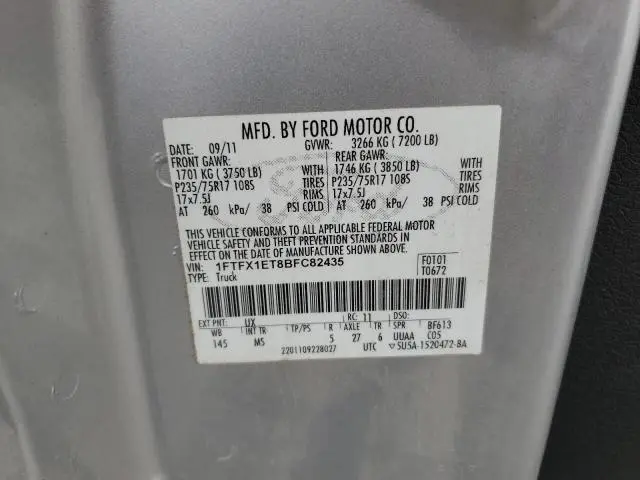 MFD. BY FORD MOTOR CO.
DATE: 09/11 GVWR: 3266 KG ( 7200 LB)
FRONT GAWR: REAR GAWR:
1701 KG ( 3750 LB) WITH 1746 KG ( 3850 LB) WITH
P235/75R17 108S TIRES P235/75R17 108S TIRES
17x7.5J RIMS 17x7.5J RIMS
AT 260 kPa/ 38 PSI COLD AT 260 kPa/ 38 PSI COLD
THIS VEHICLE CONFORMS TO ALL APPLICABLE FEDERAL MOTOR
VEHICLE SAFETY AND THEFT PREVENTION STANDARDS IN
EFFECT ON THE DATE OF MANUFACTURE SHOWN ABOVE.
VIN: 1FTFX1ET8BFC82435 F0101
TYPE: Truck T0672
EXT PNT: UX RC: 11 DSO:
WB INT TR TP/PS R AXLE TR SPR BF613
145 MS 5 27 6 UUAA C05
2201109228027 UTC ▽5U5A-1520472-BA
Ford